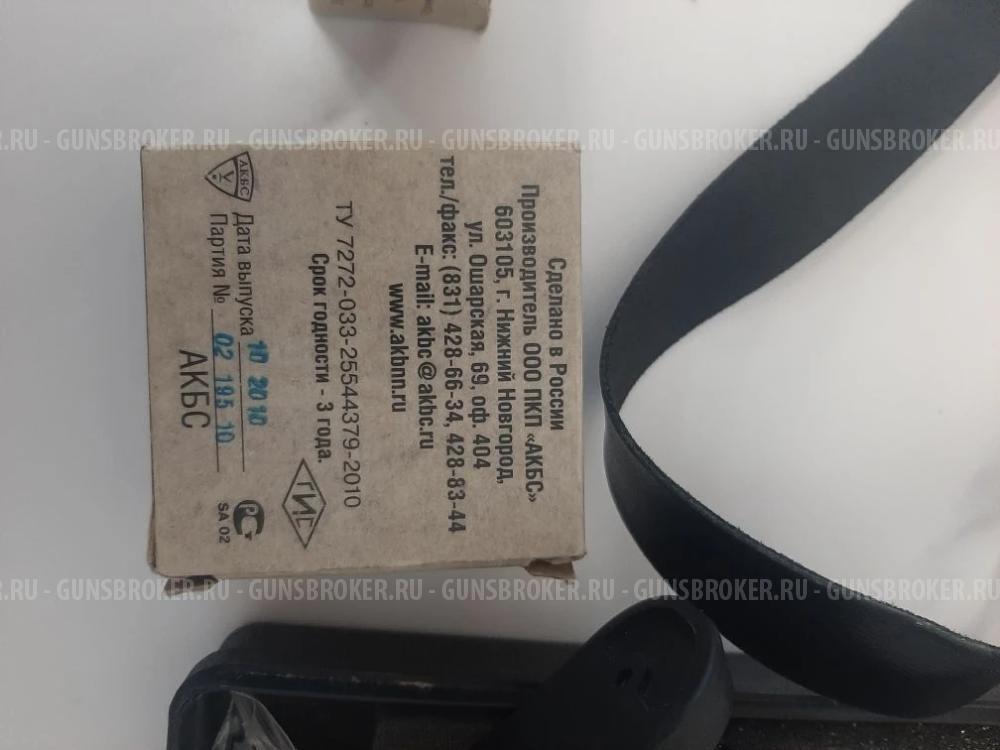 .RU - GUNSBROKER.RU - GUNSBROKER.RU - GUNSBROKER.RU - GUNSBROKER.RU - GUNSBROKER.RU
Сделано в России
Производитель ООО ПКП «АКБС»
603105, г. Нижний Новгород,
ул. Ошарская, 69, оф. 404
тел./факс: (831) 428-66-34, 428-83-44
E-mail: akbc@akbc.ru
www.akbnn.ru
ТУ 7272-033-25544379-2010
Срок годности - 3 года.
ГИС
АКБС
У
Дата выпуска 10 2010
Партия № 02 195 10
РСТ
SA 02
АКБС
.RU - GUNSBROKER.RU - GUNSBROKER.RU - GUNSBROKER.RU - GUNSBROKER.RU - GUNSBROKER.RU